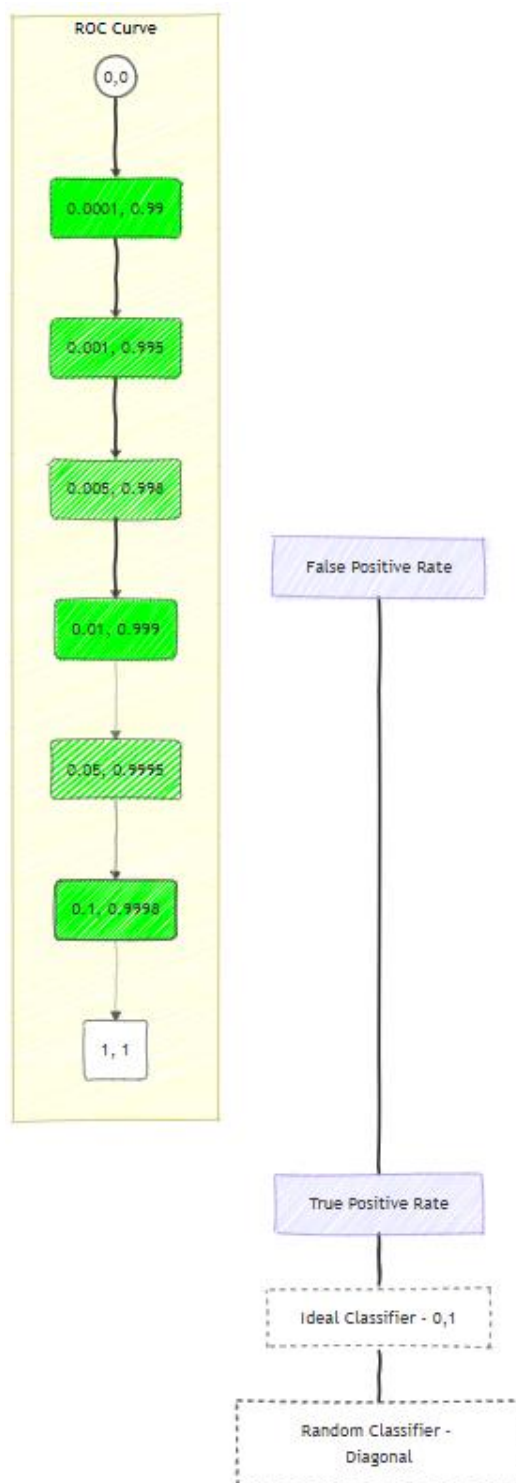 ROC Curve
0,0
0.0001, 0.99
0.001, 0.995
0.005, 0.998
0.01, 0.999
0.05, 0.9995
0.1, 0.9998
1, 1
False Positive Rate
True Positive Rate
Ideal Classifier - 0,1
Random Classifier -
Diagonal